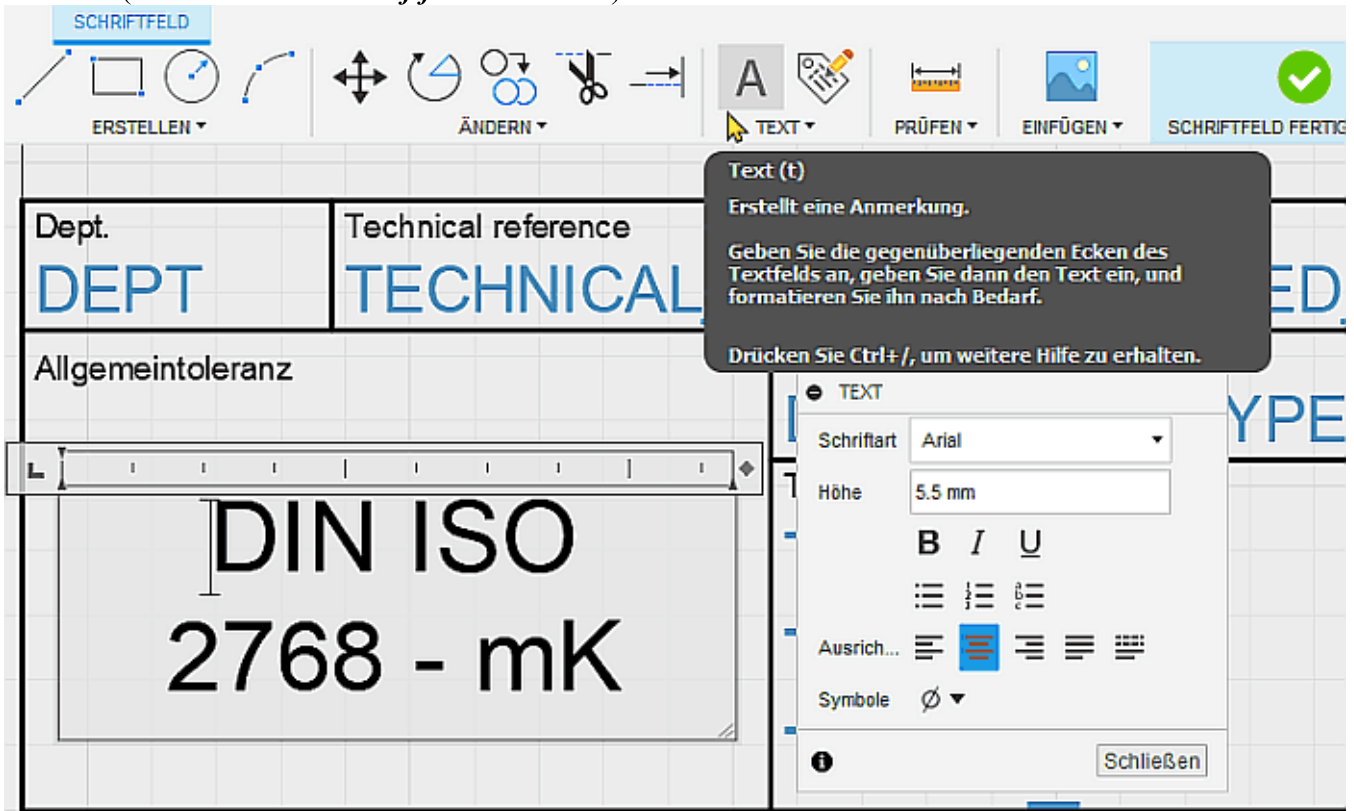 SCHRIFTFELD
ERSTELLEN
ÄNDERN
A
TEXT
PRÜFEN
EINFÜGEN
SCHRIFTFELD FERTIG
Text (t)
Erstellt eine Anmerkung.
Geben Sie die gegenüberliegenden Ecken des
Textfelds an, geben Sie dann den Text ein, und
formatieren Sie ihn nach Bedarf.
Drücken Sie Ctrl+/, um weitere Hilfe zu erhalten.
Dept.
Technical reference
DEPT
TECHNICAL_
ED_
Allgemeintoleranz
YPE
DIN ISO
2768 - mK
TEXT
Schriftart Arial
Höhe 5.5 mm
B I U
Ausrich...
Symbole Ø
Schließen